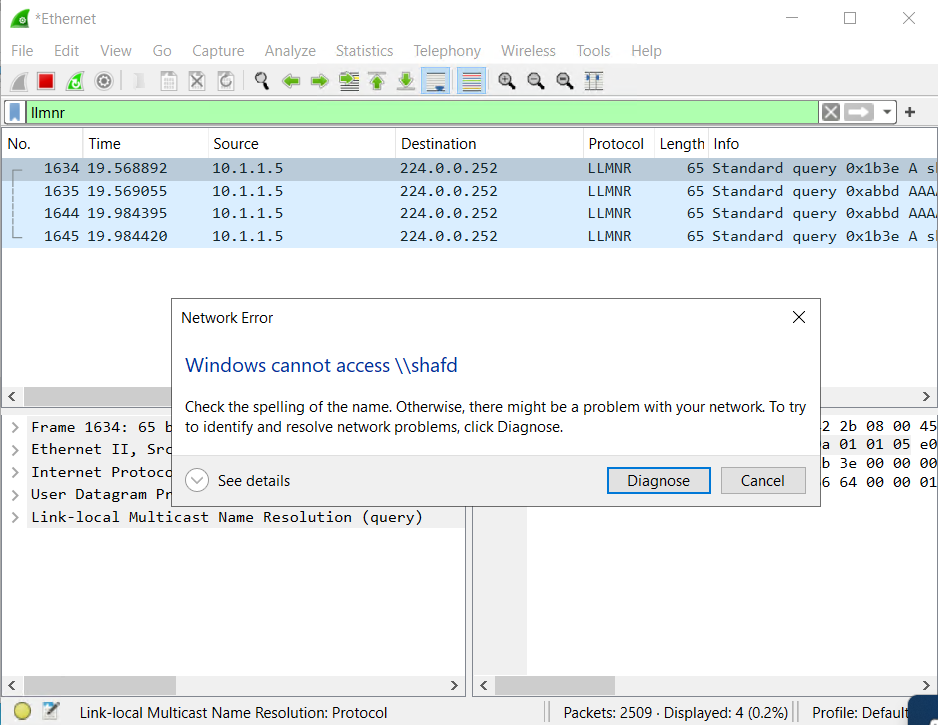 *Ethernet
File Edit View Go Capture Analyze Statistics Telephony Wireless Tools Help
llmnr
No. Time Source Destination Protocol Length Info
1634 19.568892 10.1.1.5 224.0.0.252 LLMNR 65 Standard query 0x1b3e A s
1635 19.569055 10.1.1.5 224.0.0.252 LLMNR 65 Standard query 0xabbd AAA
1644 19.984395 10.1.1.5 224.0.0.252 LLMNR 65 Standard query 0xabbd AAA
1645 19.984420 10.1.1.5 224.0.0.252 LLMNR 65 Standard query 0x1b3e A s
Network Error
Windows cannot access \\shafd
Check the spelling of the name. Otherwise, there might be a problem with your network. To try
to identify and resolve network problems, click Diagnose.
See details
Diagnose Cancel
Frame 1634: 65 b
Ethernet II, Src
Internet Protoco
User Datagram Pr
Link-local Multicast Name Resolution (query)
2 2b 08 00 45
a 01 01 05 e0
b 3e 00 00 00
6 64 00 00 01
Link-local Multicast Name Resolution: Protocol
Packets: 2509 · Displayed: 4 (0.2%)
Profile: Default